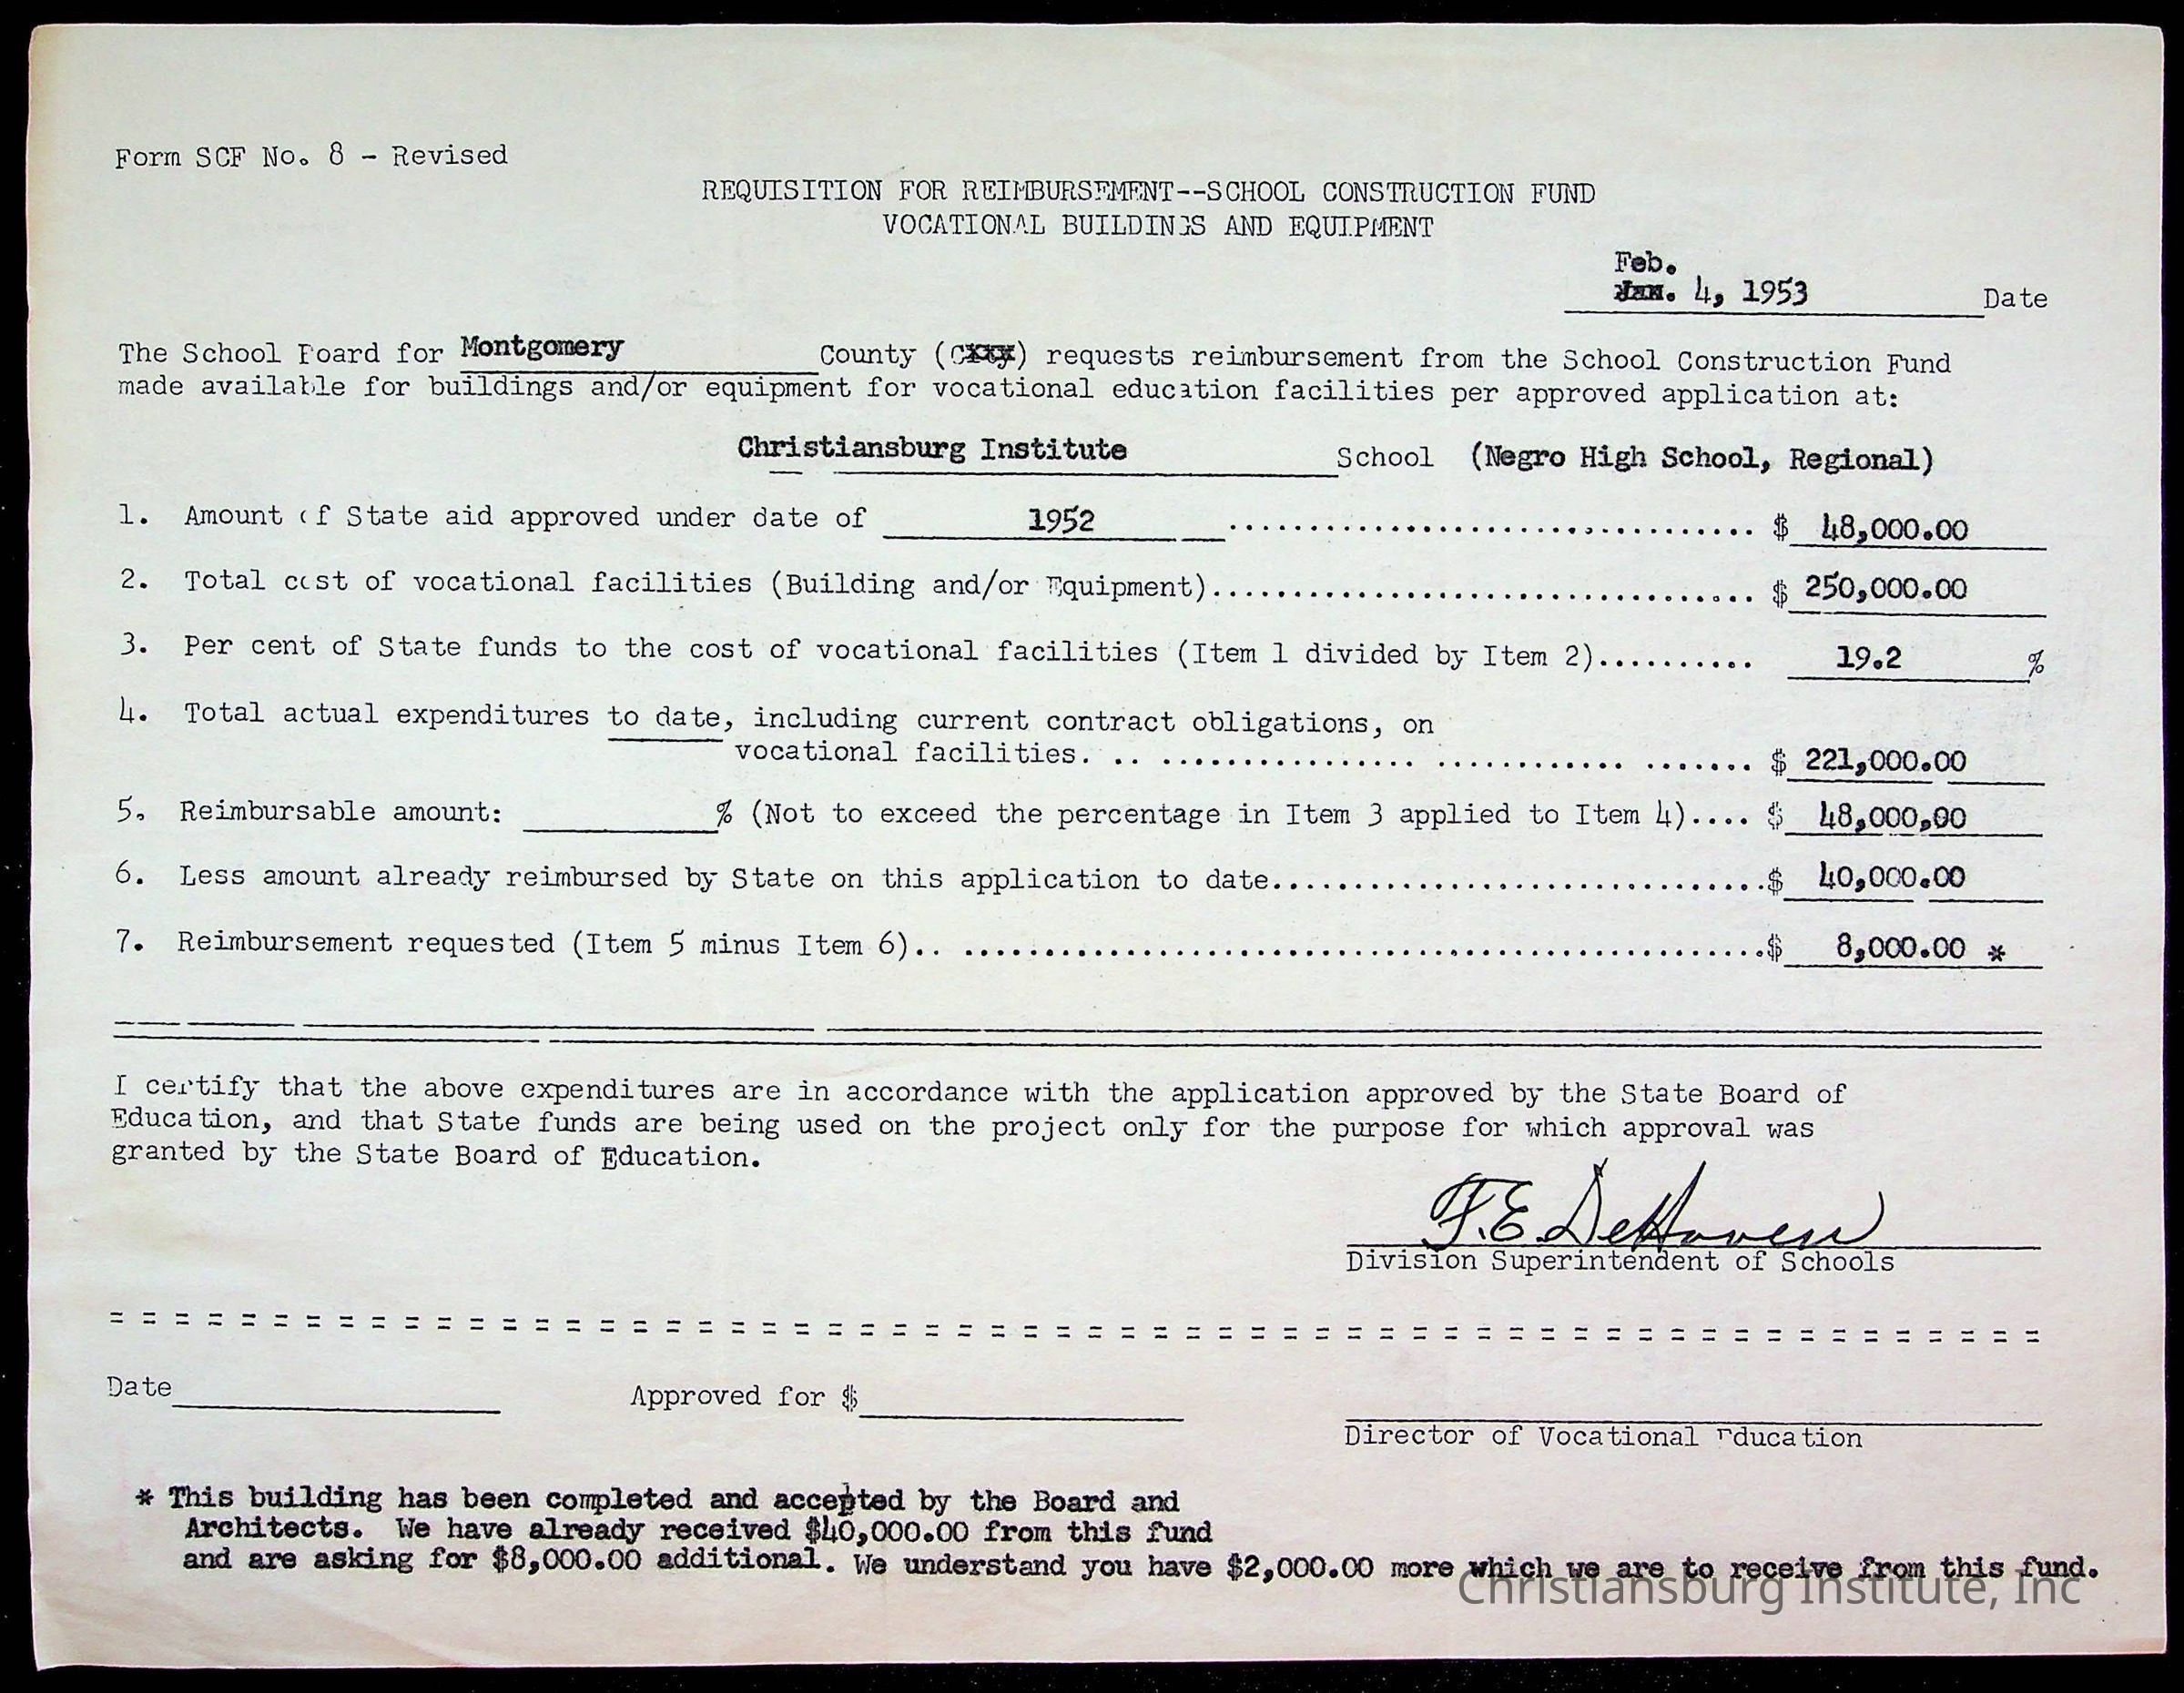 Form SCF No. 8 - Revised
REQUISITION FOR REIMBURSEMENT--SCHOOL CONSTRUCTION FUND
VOCATIONAL BUILDINGS AND EQUIPMENT
Feb.
Jan. 4, 1953 Date
The School Board for Montgomery County (City) requests reimbursement from the School Construction Fund
made available for buildings and/or equipment for vocational education facilities per approved application at:
Christiansburg Institute School (Negro High School, Regional)
1. Amount of State aid approved under date of 1952 .................................. $ 48,000.00
2. Total cost of vocational facilities (Building and/or Equipment).................................. $ 250,000.00
3. Per cent of State funds to the cost of vocational facilities (Item 1 divided by Item 2).......... 19.2 %
4. Total actual expenditures to date, including current contract obligations, on
vocational facilities. .. ................ ............ ....... $ 221,000.00
5. Reimbursable amount: ________ % (Not to exceed the percentage in Item 3 applied to Item 4).... $ 48,000,00
6. Less amount already reimbursed by State on this application to date...............................$ 40,000.00
7. Reimbursement requested (Item 5 minus Item 6).. ..................................................$ 8,000.00 *
I certify that the above expenditures are in accordance with the application approved by the State Board of
Education, and that State funds are being used on the project only for the purpose for which approval was
granted by the State Board of Education.
F.E. DeHaven
Division Superintendent of Schools
= = = = = = = = = = = = = = = = = = = = = = = = = = = = = = = = = = = = = = = = = = = = = = = = = = = = = = = = = = = =
Date____________ Approved for $____________
Director of Vocational Education
* This building has been completed and accepted by the Board and
Architects. We have already received $40,000.00 from this fund
and are asking for $8,000.00 additional. We understand you have $2,000.00 more which we are to receive from this fund.
Christiansburg Institute, Inc